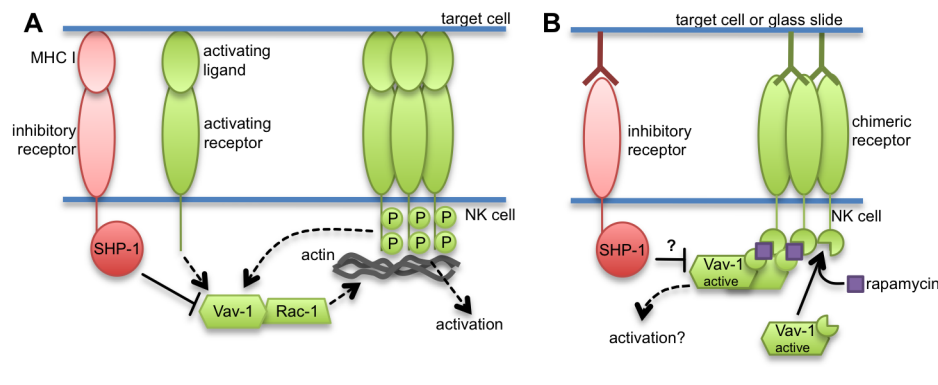 A
target cell
MHC I
activating
ligand
inhibitory
receptor
activating
receptor
P P P
P P P
NK cell
SHP-1
actin
Vav-1
Rac-1
activation
B
target cell or glass slide
inhibitory
receptor
chimeric
receptor
NK cell
SHP-1
?
Vav-1
active
rapamycin
activation?
Vav-1
active